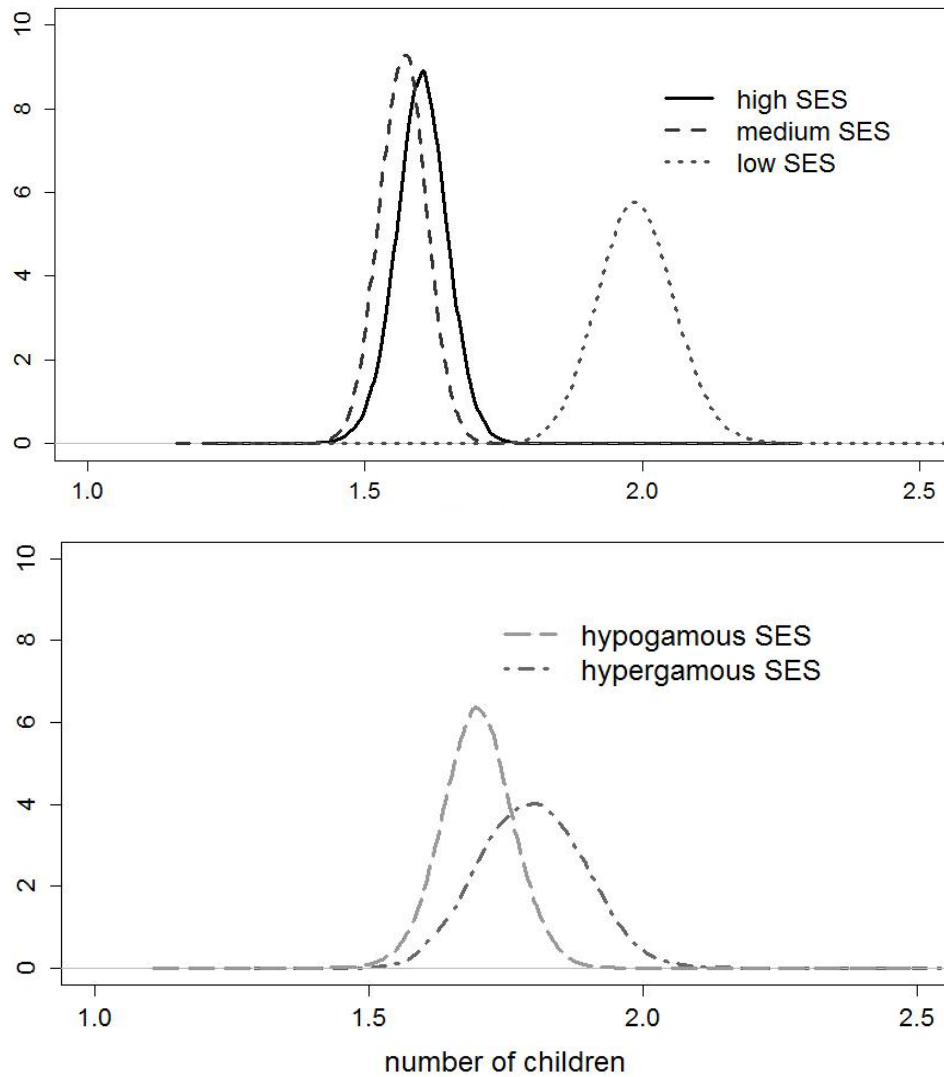 10
8
6
4
2
0
high SES
medium SES
low SES
1.0 1.5 2.0 2.5
10
8
6
4
2
0
hypogamous SES
hypergamous SES
1.0 1.5 2.0 2.5
number of children